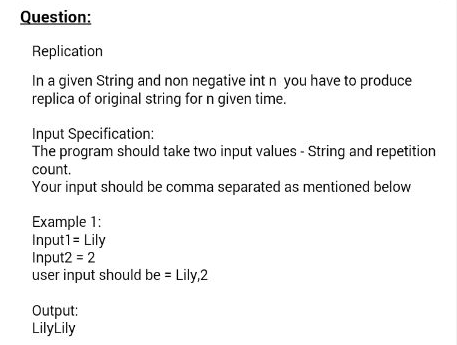 Question:
Replication
In a given String and non negative int n you have to produce
replica of original string for n given time.
Input Specification:
The program should take two input values - String and repetition
count.
Your input should be comma separated as mentioned below
Example 1:
Input1= Lily
Input2 = 2
user input should be = Lily,2
Output:
LilyLily